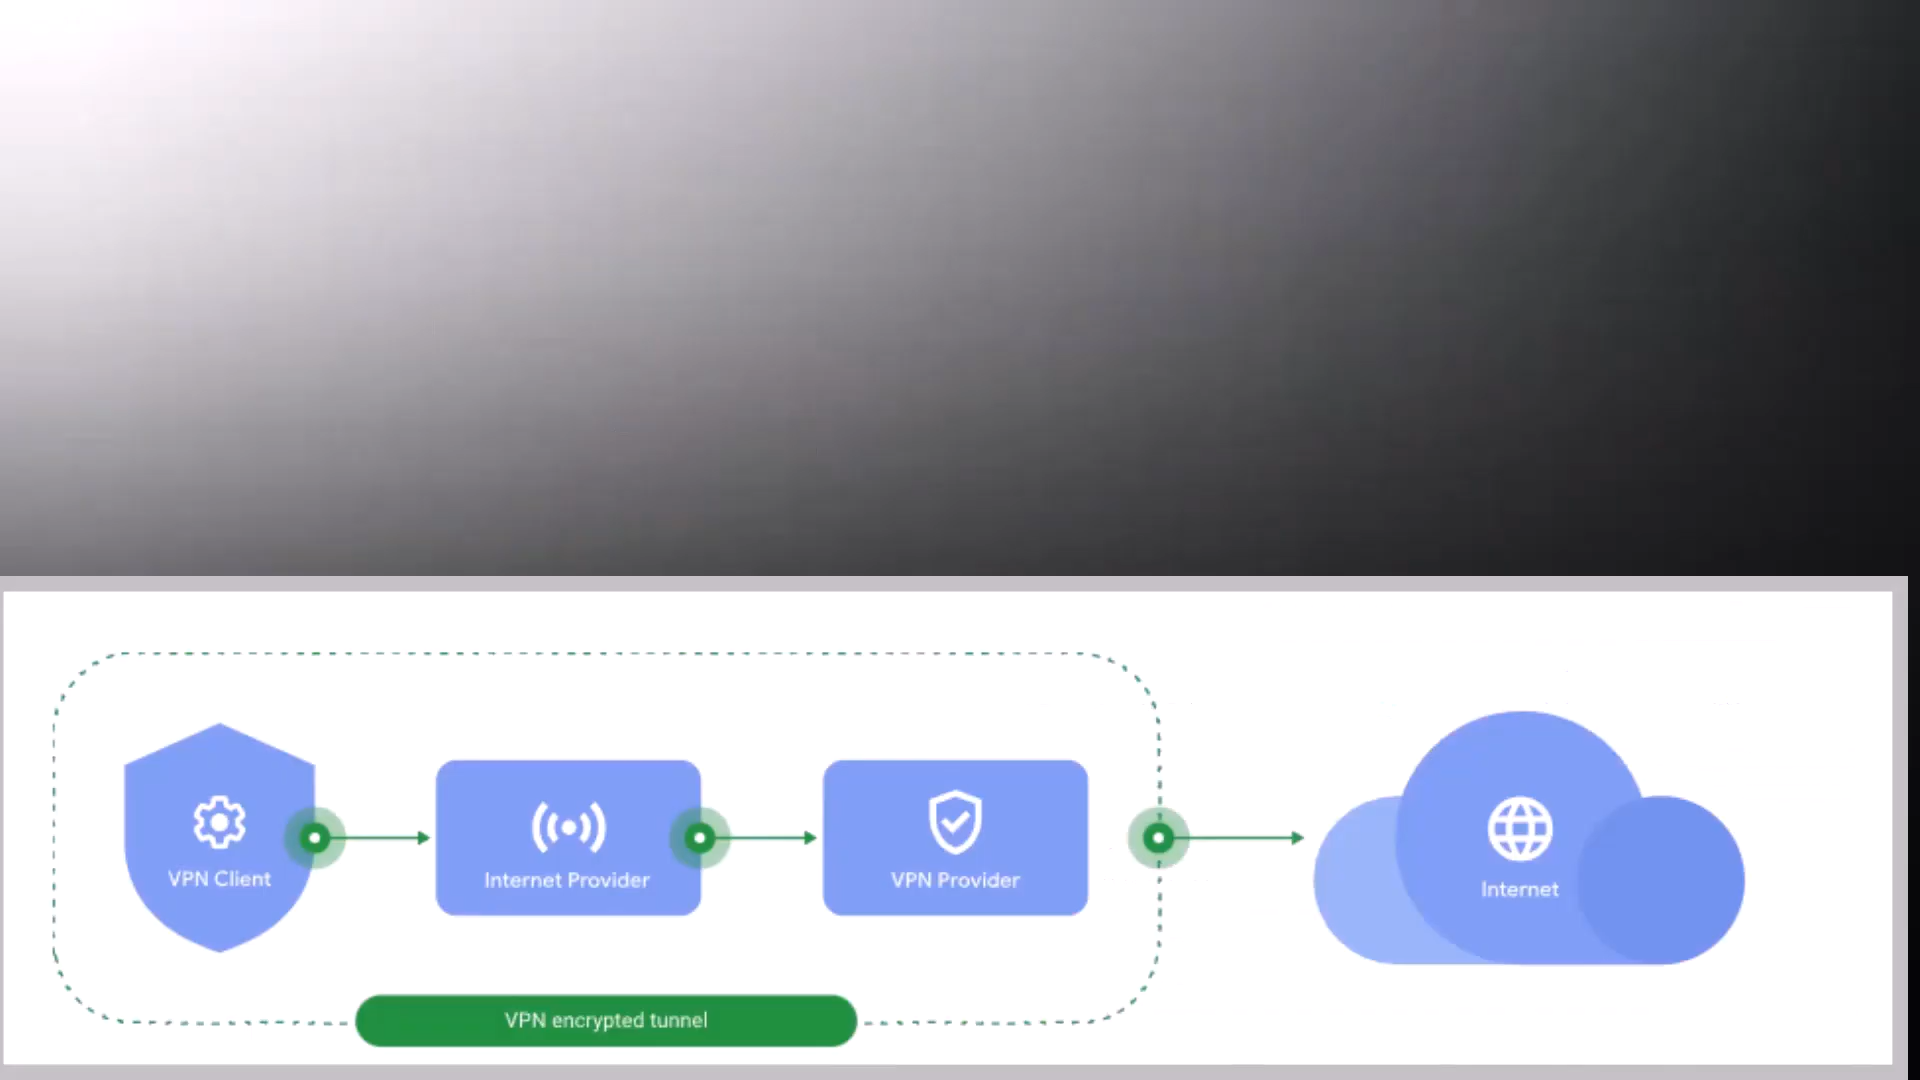 VPN Client
Internet Provider
VPN Provider
Internet
VPN encrypted tunnel